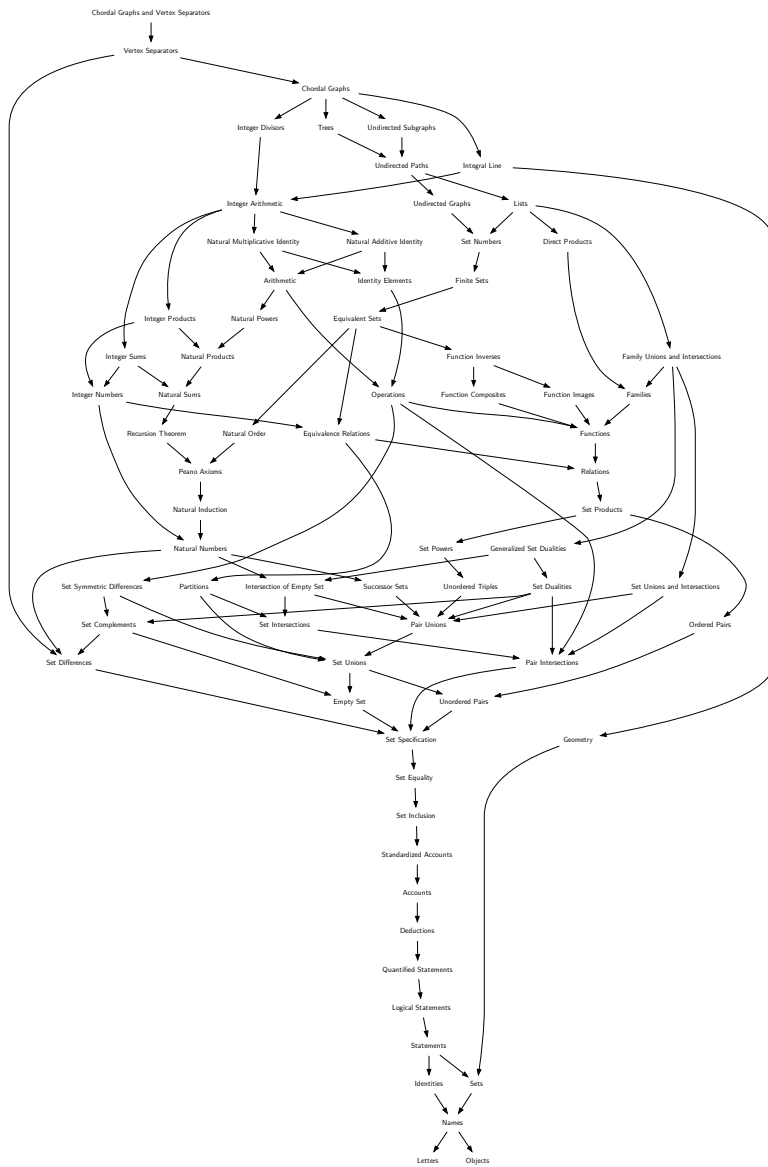 Chordal Graphs and Vertex Separators
Vertex Separators
Chordal Graphs
Integer Divisors Trees Undirected Subgraphs
Undirected Paths Integral Line
Integer Arithmetic Undirected Graphs Lists
Natural Multiplicative Identity Natural Additive Identity Set Numbers Direct Products
Arithmetic Identity Elements Finite Sets
Integer Products Natural Powers Equivalent Sets
Integer Sums Natural Products Function Inverses Family Unions and Intersections
Integer Numbers Natural Sums Operations Function Composites Function Images Families
Recursion Theorem Natural Order Equivalence Relations Functions
Peano Axioms Relations
Natural Induction Set Products
Natural Numbers Set Powers Generalized Set Dualities
Set Symmetric Differences Partitions Intersection of Empty Set Successor Sets Unordered Triples Set Dualities Set Unions and Intersections
Set Complements Set Intersections Pair Unions Ordered Pairs
Set Differences Set Unions Pair Intersections
Empty Set Unordered Pairs
Set Specification Geometry
Set Equality
Set Inclusion
Standardized Accounts
Accounts
Deductions
Quantified Statements
Logical Statements
Statements
Identities Sets
Names
Letters Objects